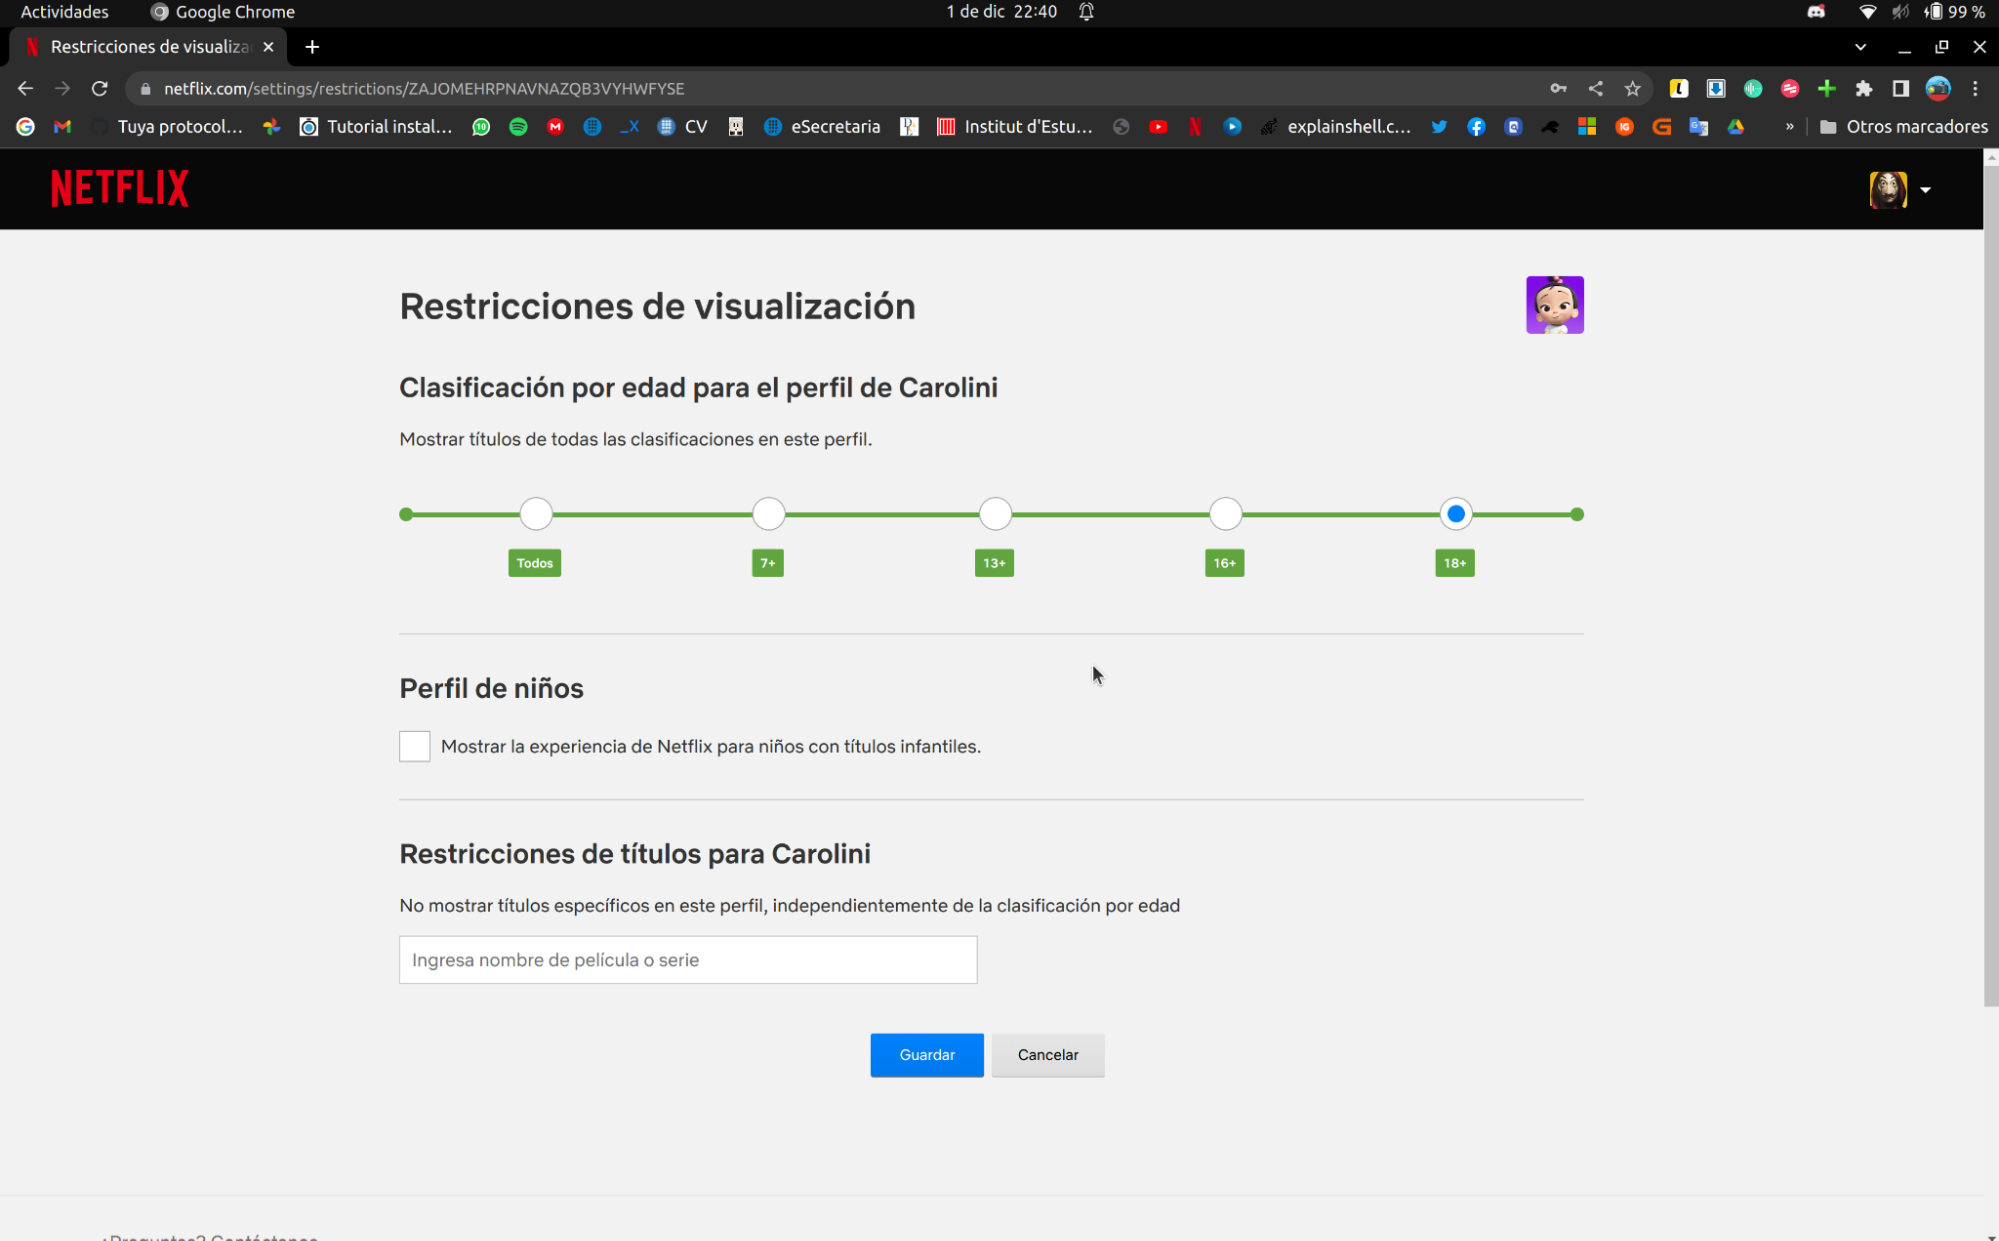 Actividades Google Chrome 1 de dic 22:40 99 %
Restricciones de visualiza
netflix.com/settings/restrictions/ZAJOMEHRPNAVNAZQB3VYHWFYSE
Tuya protocol... Tutorial instal... 10 _X CV eSecretaria Institut d'Estu... explainshell.c... » Otros marcadores
NETFLIX
Restricciones de visualización
Clasificación por edad para el perfil de Carolini
Mostrar títulos de todas las clasificaciones en este perfil.
Todos 7+ 13+ 16+ 18+
Perfil de niños
Mostrar la experiencia de Netflix para niños con títulos infantiles.
Restricciones de títulos para Carolini
No mostrar títulos específicos en este perfil, independientemente de la clasificación por edad
Ingresa nombre de película o serie
Guardar Cancelar